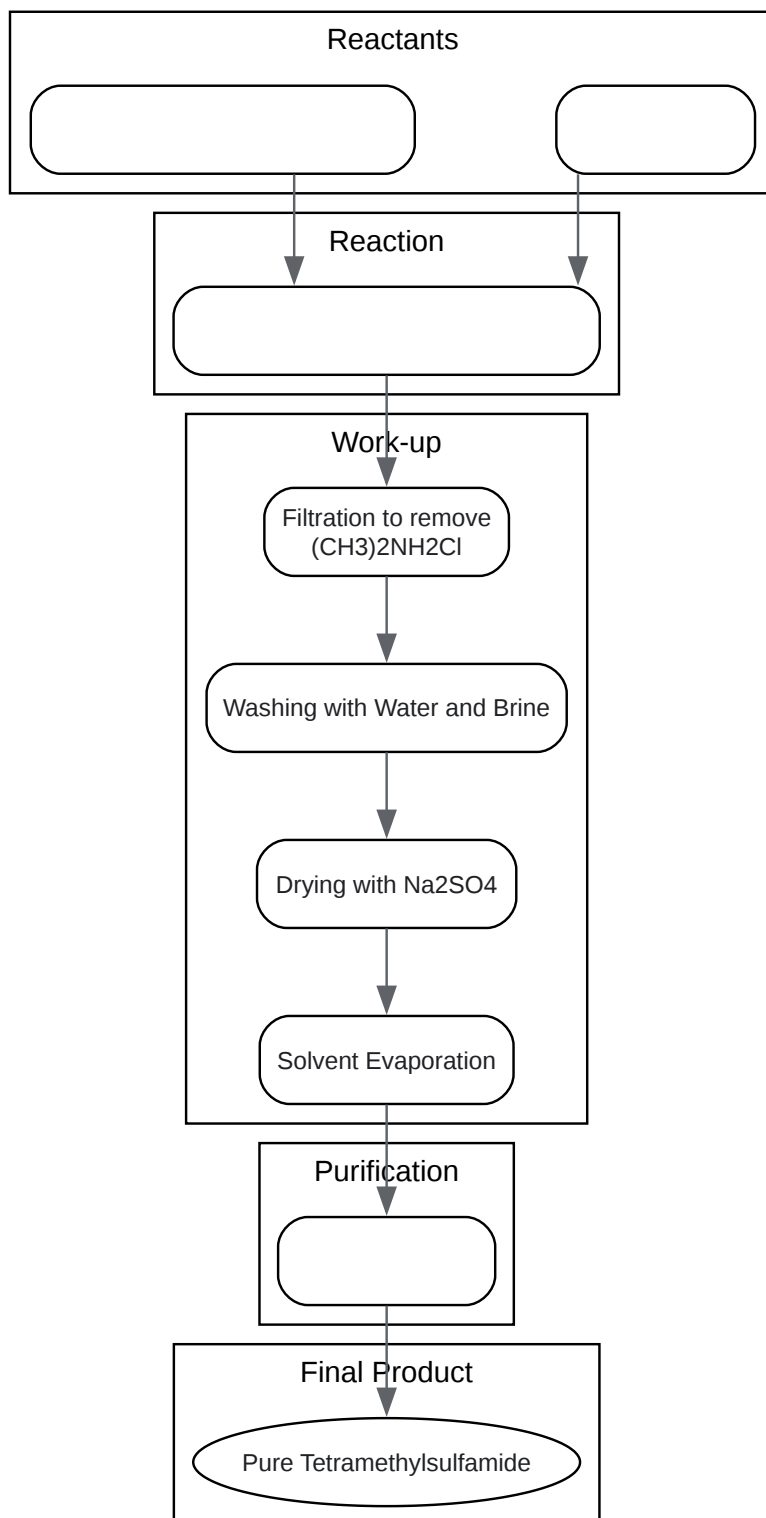 Reactants
Reaction
Work-up
Filtration to remove
(CH3)2NH2Cl
Washing with Water and Brine
Drying with Na2SO4
Solvent Evaporation
Purification
Final Product
Pure Tetramethylsulfamide